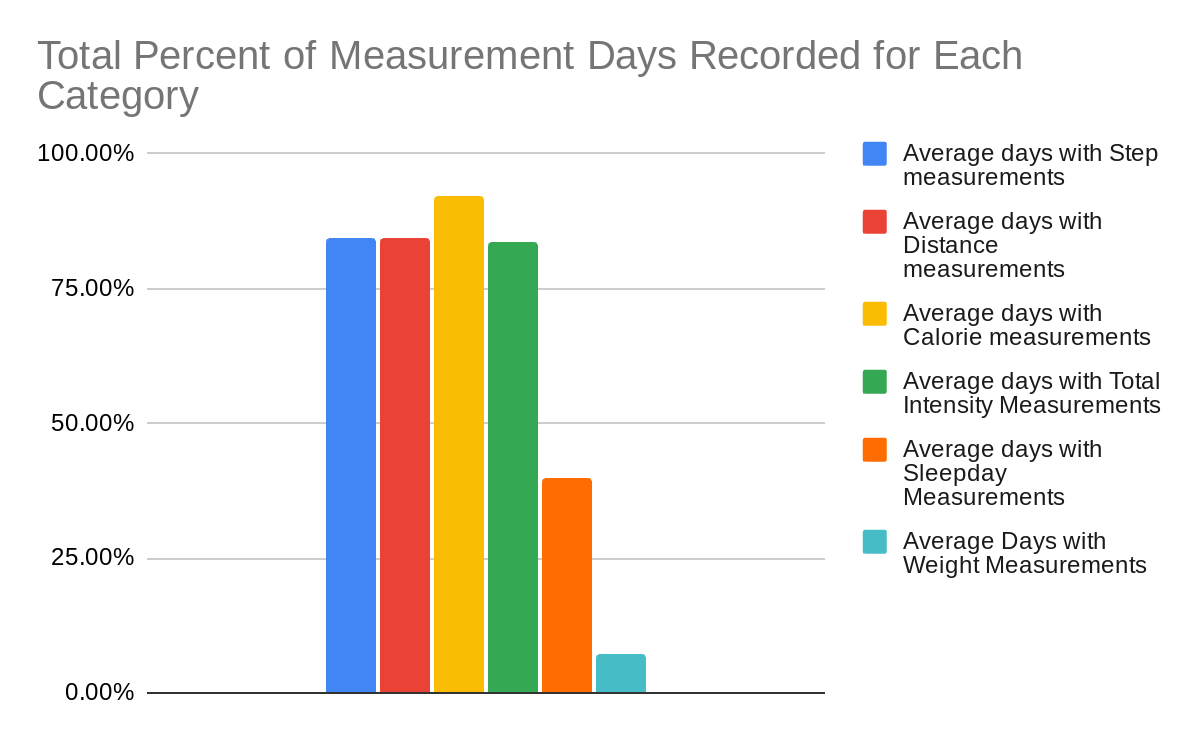 Total Percent of Measurement Days Recorded for Each
Category
100.00%
75.00%
50.00%
25.00%
0.00%
Average days with Step
measurements
Average days with
Distance
measurements
Average days with
Calorie measurements
Average days with Total
Intensity Measurements
Average days with
Sleepday
Measurements
Average Days with
Weight Measurements